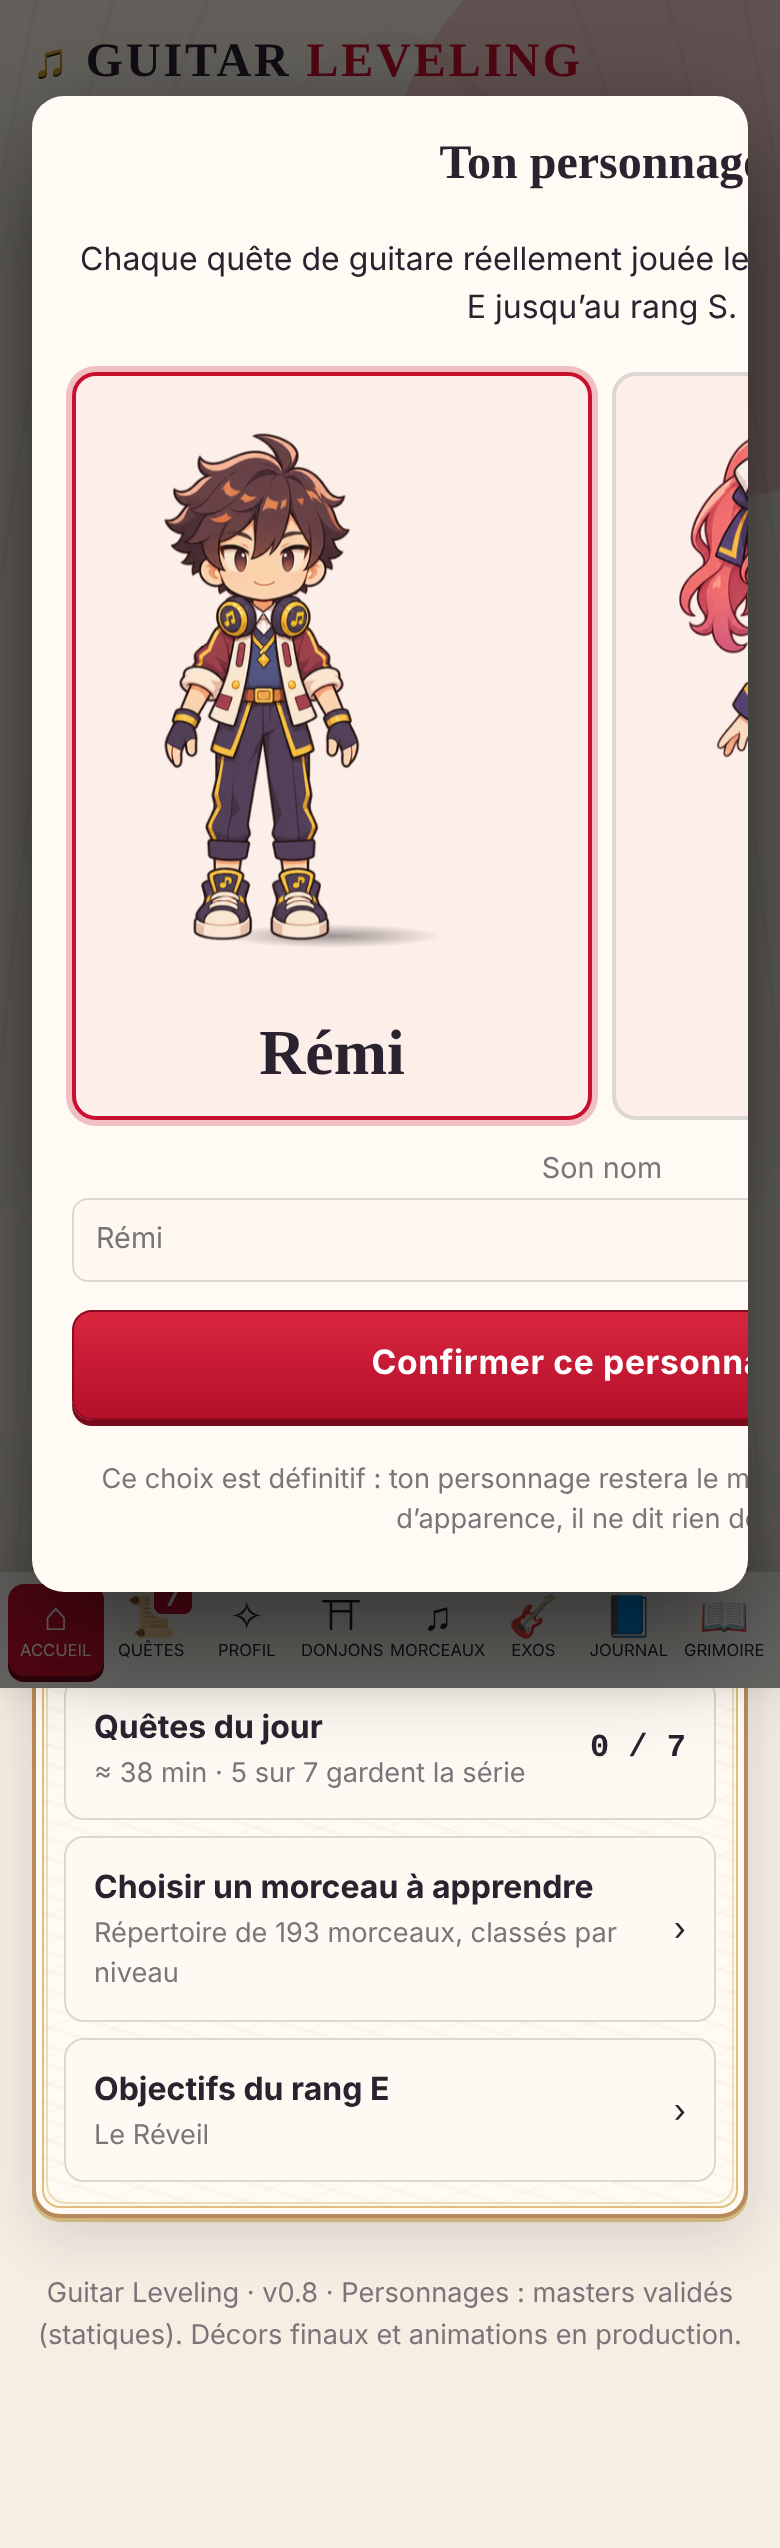 GUITAR LEVELING
Ton personnage
Chaque quête de guitare réellement jouée le
E jusqu’au rang S.
Rémi
Son nom
Rémi
Confirmer ce personna
Ce choix est définitif : ton personnage restera le m
d’apparence, il ne dit rien de
7
ACCUEIL QUÊTES PROFIL DONJONS MORCEAUX EXOS JOURNAL GRIMOIRE
Quêtes du jour
≈ 38 min · 5 sur 7 gardent la série
0 / 7
Choisir un morceau à apprendre
Répertoire de 193 morceaux, classés par
niveau
Objectifs du rang E
Le Réveil
Guitar Leveling · v0.8 · Personnages : masters validés
(statiques). Décors finaux et animations en production.